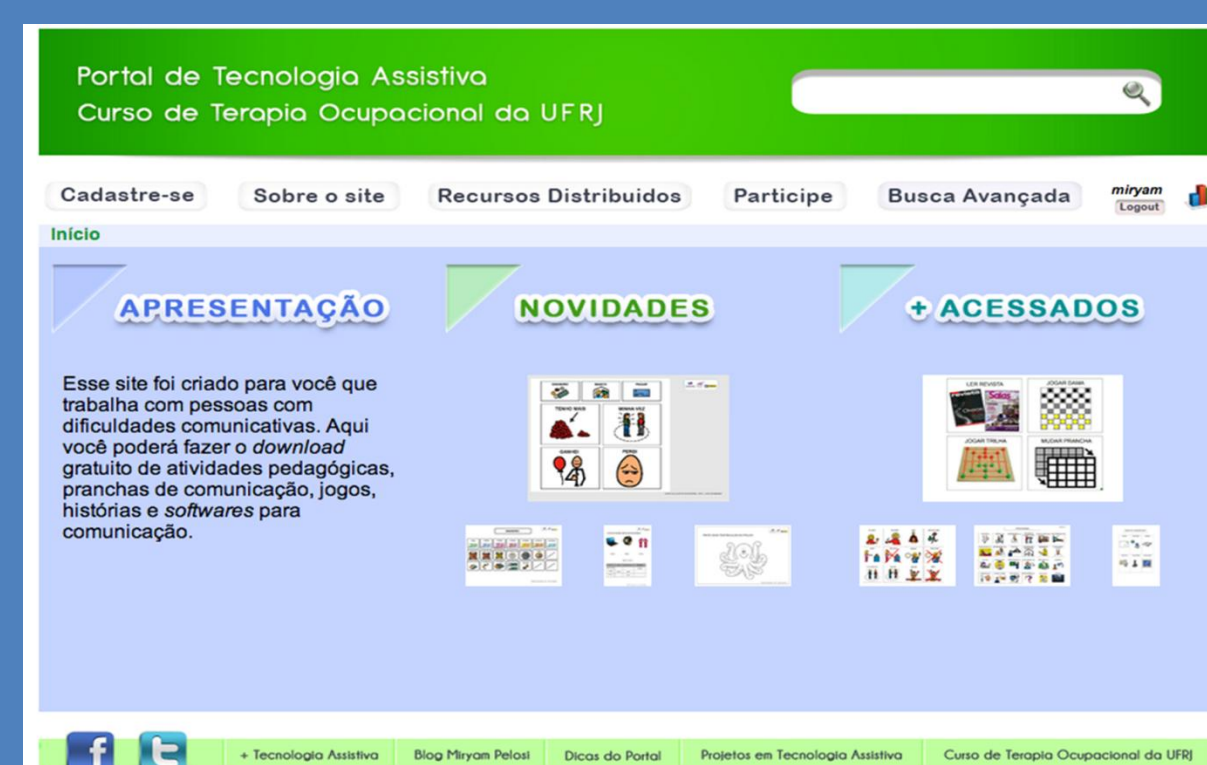 Portal de Tecnologia Assistiva
Curso de Terapia Ocupacional da UFRJ
Cadastre-se
Sobre o site
Recursos Distribuidos
Participe
Busca Avançada
miryam
Logout
Início
APRESENTAÇÃO
NOVIDADES
+ ACESSADOS
Esse site foi criado para você que
trabalha com pessoas com
dificuldades comunicativas. Aqui
você poderá fazer o download
gratuito de atividades pedagógicas,
pranchas de comunicação, jogos,
histórias e softwares para
comunicação.
TENHO MAIS
MINHA VEZ
GANHEI
PERDI
LER REVISTA
JOGAR DAMA
JOGAR TRILHA
MUDAR PRANCHA
+ Tecnologia Assistiva
Blog Miryam Pelosi
Dicas do Portal
Projetos em Tecnologia Assistiva
Curso de Terapia Ocupacional da UFRJ